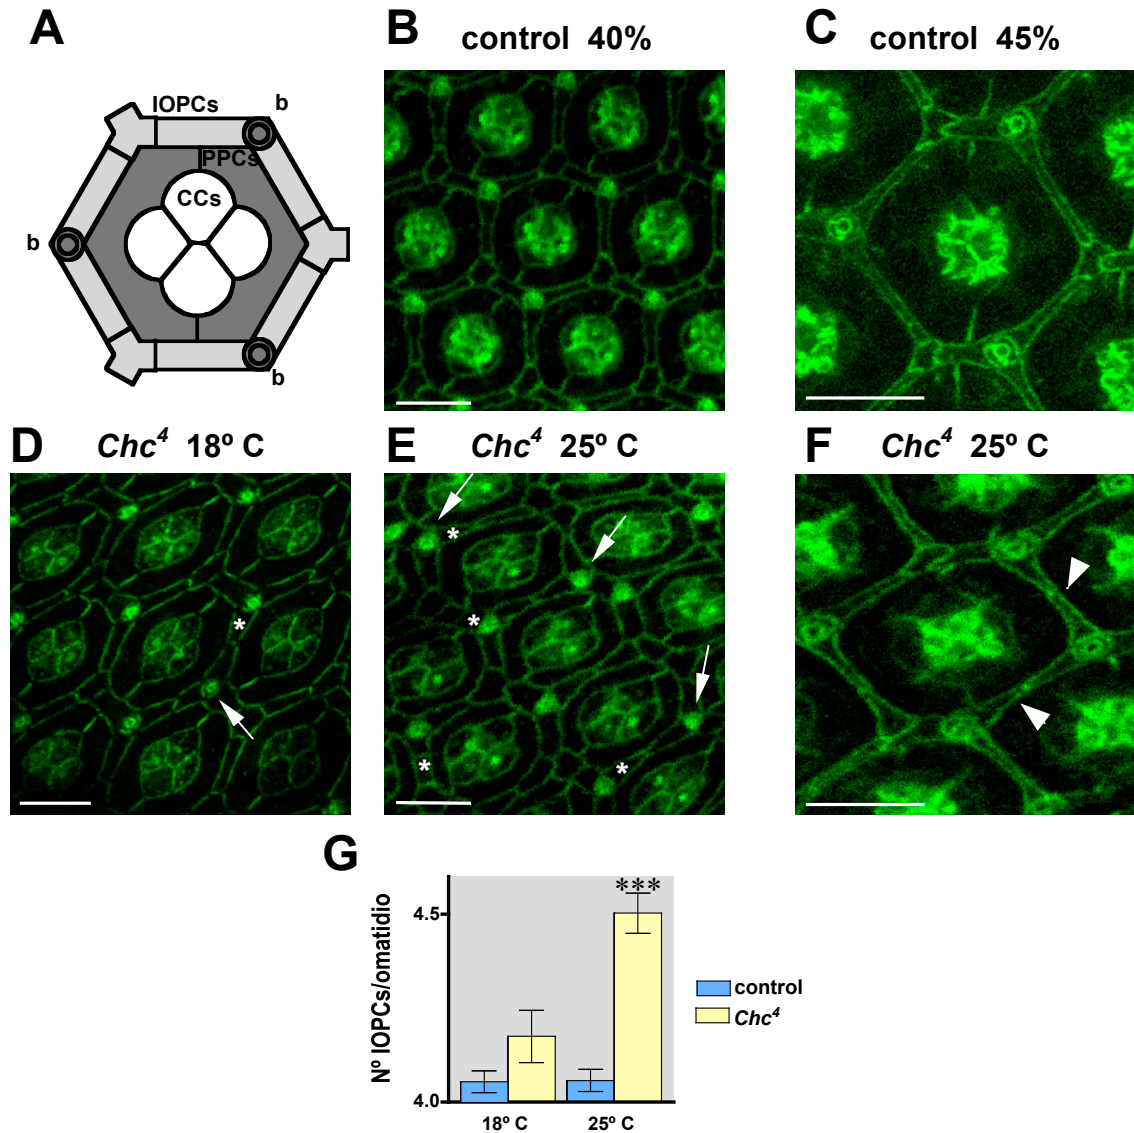 A
B
control 40%
C
control 45%
IOPCs
b
PPCs
CCs
b
b
D
Chc⁴ 18º C
E
Chc⁴ 25º C
F
Chc⁴ 25º C
*
*
*
*
*
G
Nº IOPCs/omatidio
4.5
4.0
***
18º C
25º C
control
Chc⁴